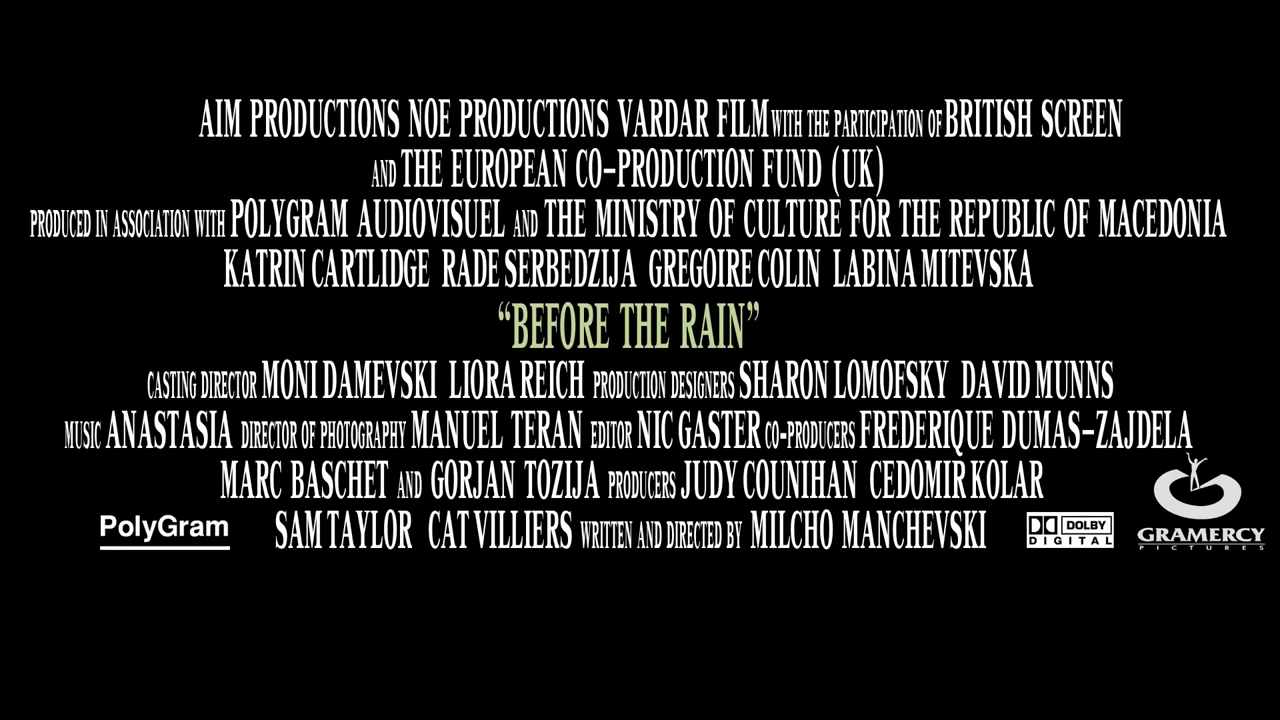 AIM PRODUCTIONS NOE PRODUCTIONS VARDAR FILM WITH THE PARTICIPATION OF BRITISH SCREEN
AND THE EUROPEAN CO-PRODUCTION FUND (UK)
PRODUCED IN ASSOCIATION WITH POLYGRAM AUDIOVISUEL AND THE MINISTRY OF CULTURE FOR THE REPUBLIC OF MACEDONIA
KATRIN CARTLIDGE RADE SERBEDZIJA GREGOIRE COLIN LABINA MITEVSKA
“BEFORE THE RAIN”
CASTING DIRECTOR MONI DAMEVSKI LIORA REICH PRODUCTION DESIGNERS SHARON LOMOFSKY DAVID MUNNS
MUSIC ANASTASIA DIRECTOR OF PHOTOGRAPHY MANUEL TERAN EDITOR NIC GASTER CO-PRODUCERS FREDERIQUE DUMAS-ZAJDELA
MARC BASCHET AND GORJAN TOZIJA PRODUCERS JUDY COUNIHAN CEDOMIR KOLAR
SAM TAYLOR CAT VILLIERS WRITTEN AND DIRECTED BY MILCHO MANCHEVSKI
PolyGram
DOLBY
DIGITAL
GRAMERCY
PICTURES